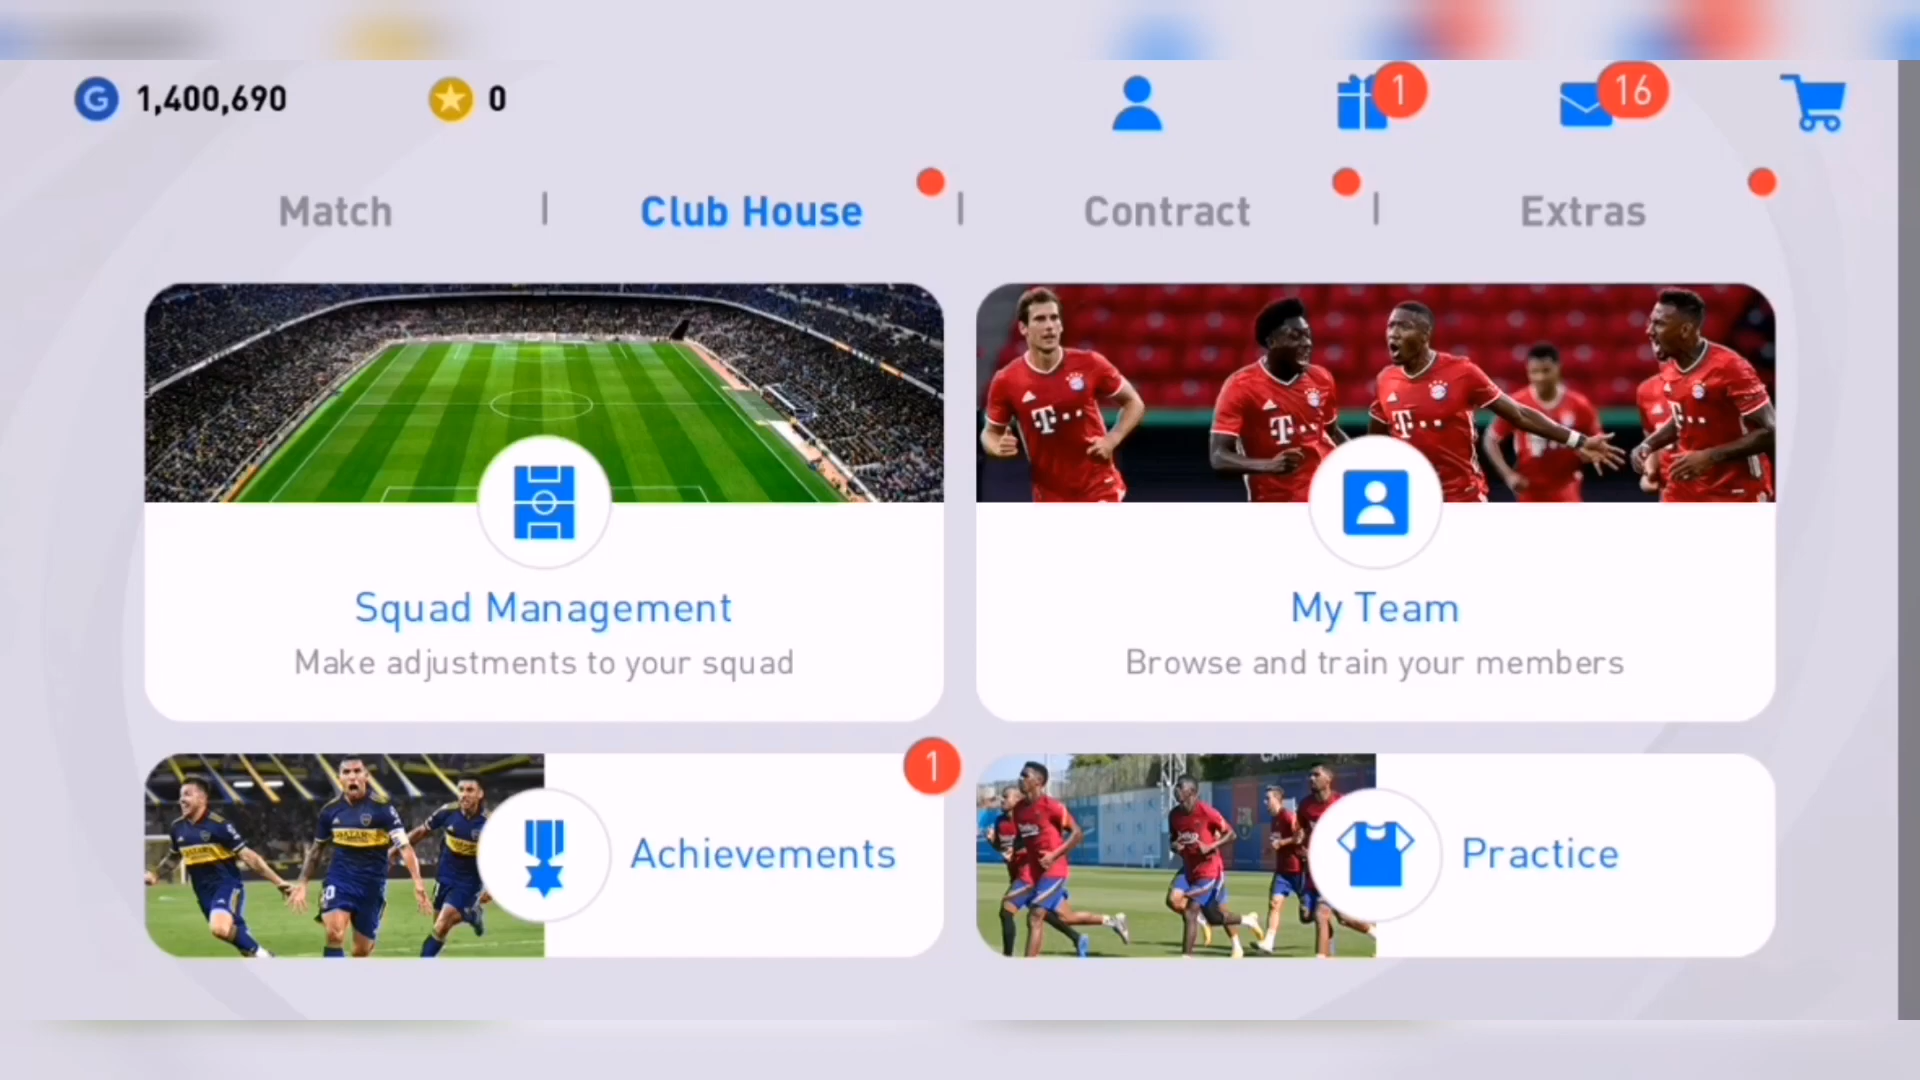 1,400,690
0
1
16
Match
Club House
Contract
Extras
Squad Management
Make adjustments to your squad
My Team
Browse and train your members
1
Achievements
Practice